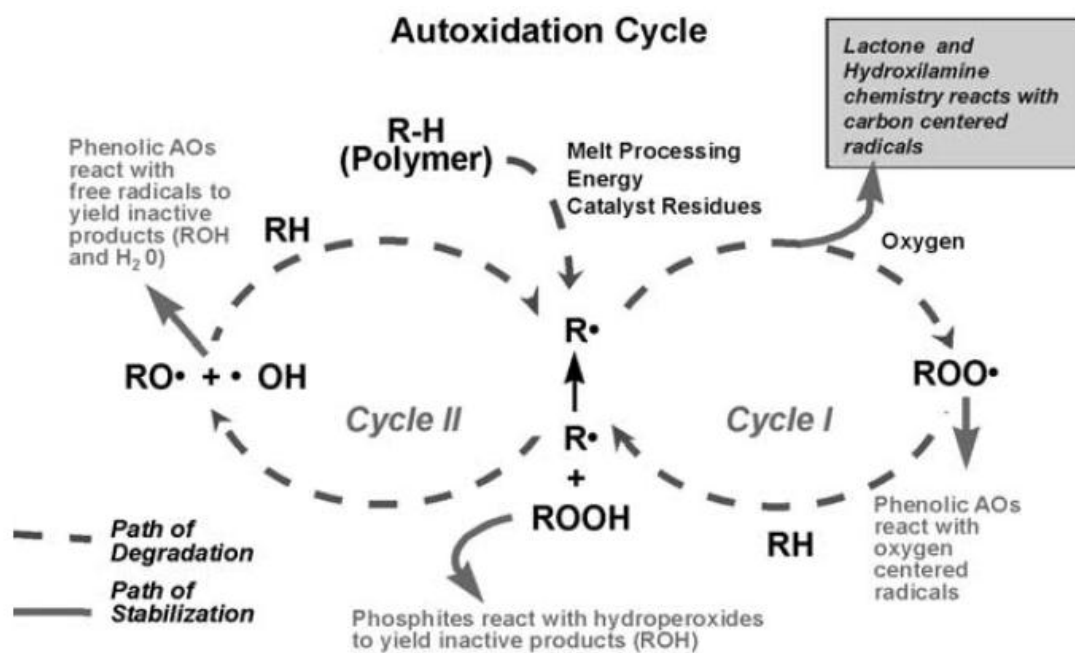 Autoxidation Cycle
Lactone and
Hydroxilamine
chemistry reacts with
carbon centered
radicals
Phenolic AOs
react with
free radicals to
yield inactive
products (ROH
and H₂0)
R-H
(Polymer)
Melt Processing
Energy
Catalyst Residues
RH
Oxygen
R•
RO• + • OH
ROO•
Cycle II
R•
+
ROOH
Cycle I
RH
Phenolic AOs
react with
oxygen
centered
radicals
Path of
Degradation
Path of
Stabilization
Phosphites react with hydroperoxides
to yield inactive products (ROH)